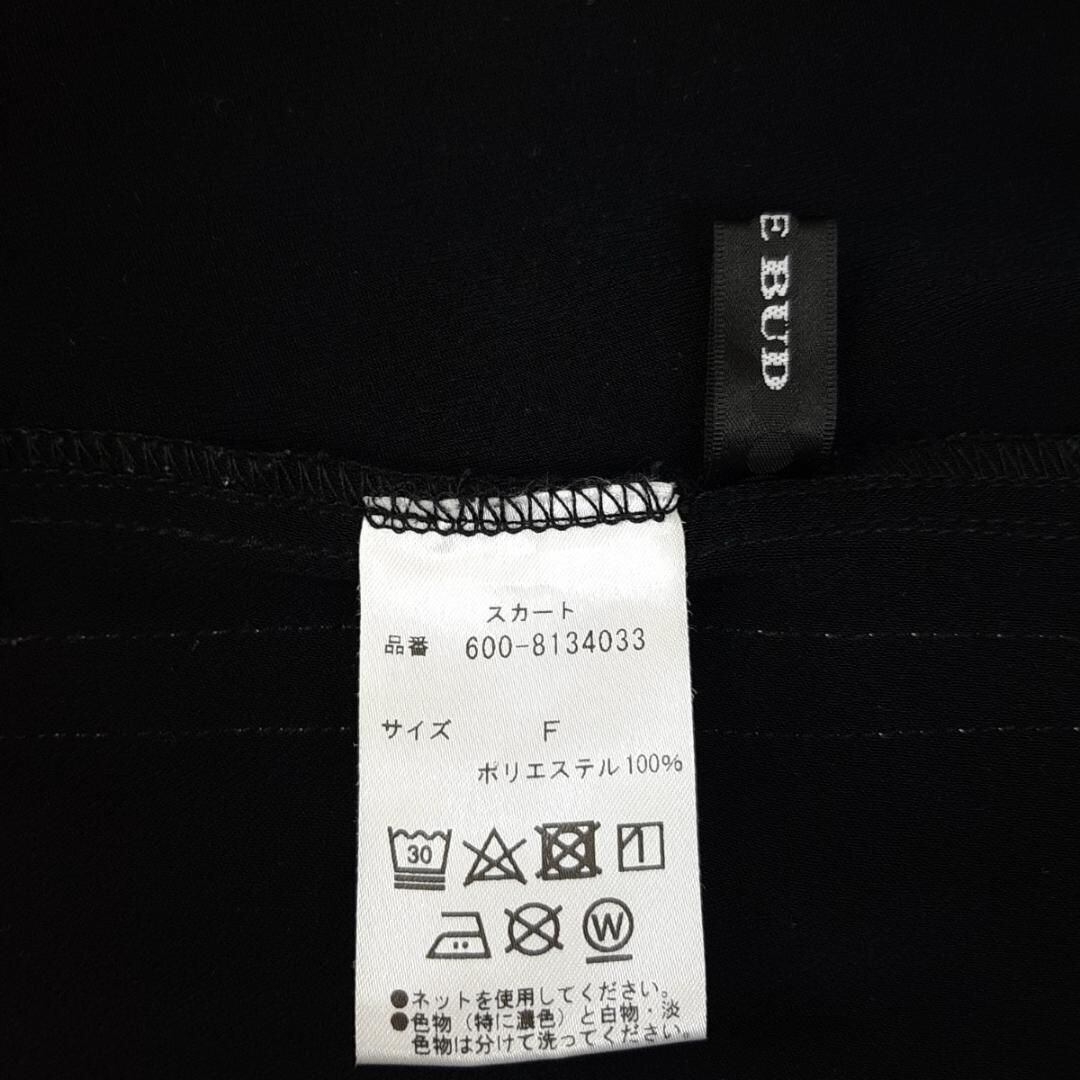 E BUD
スカート
品番 600-8134033
サイズ F
ポリエステル100%
30
W
●ネットを使用してください。
●色物(特に濃色)と白物・淡
色物は分けて洗ってください。